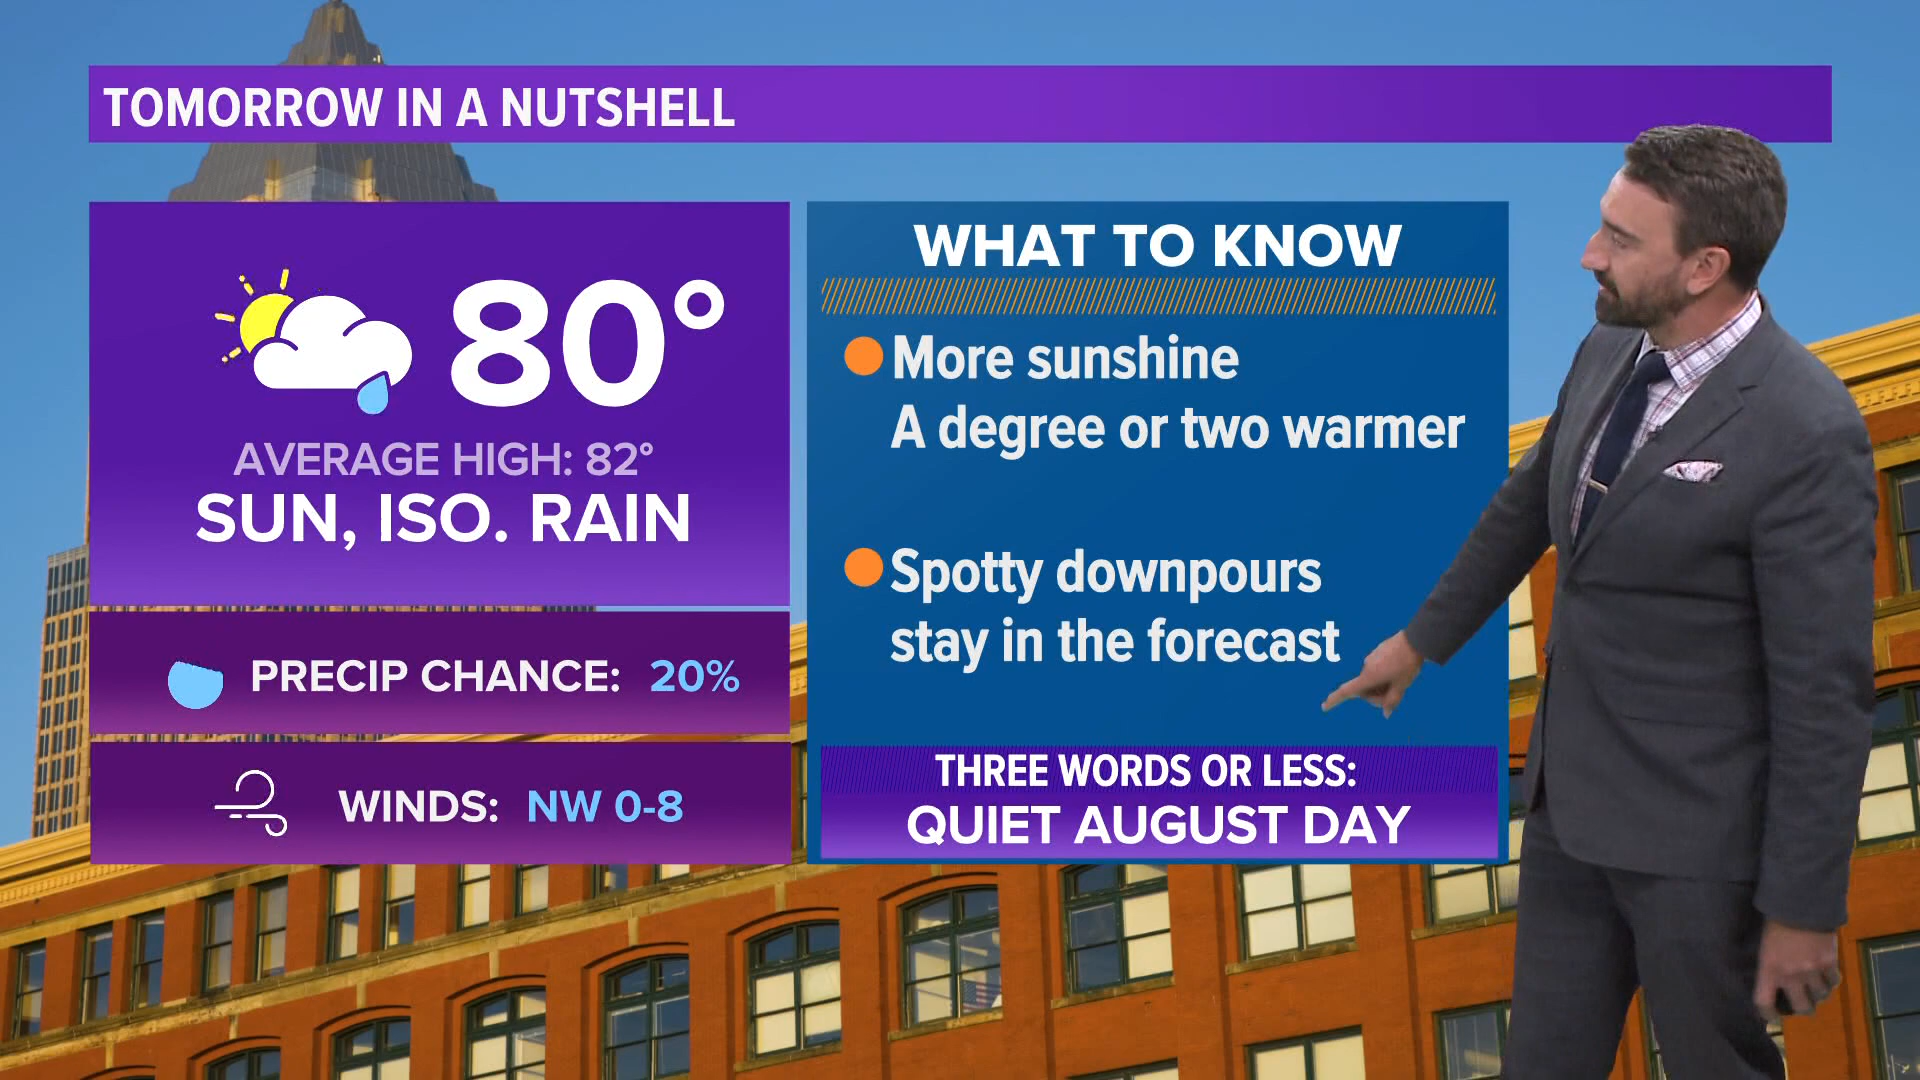 TOMORROW IN A NUTSHELL
80°
AVERAGE HIGH: 82°
SUN, ISO. RAIN
PRECIP CHANCE: 20%
WINDS: NW 0-8
WHAT TO KNOW
More sunshine
A degree or two warmer
Spotty downpours
stay in the forecast
THREE WORDS OR LESS:
QUIET AUGUST DAY